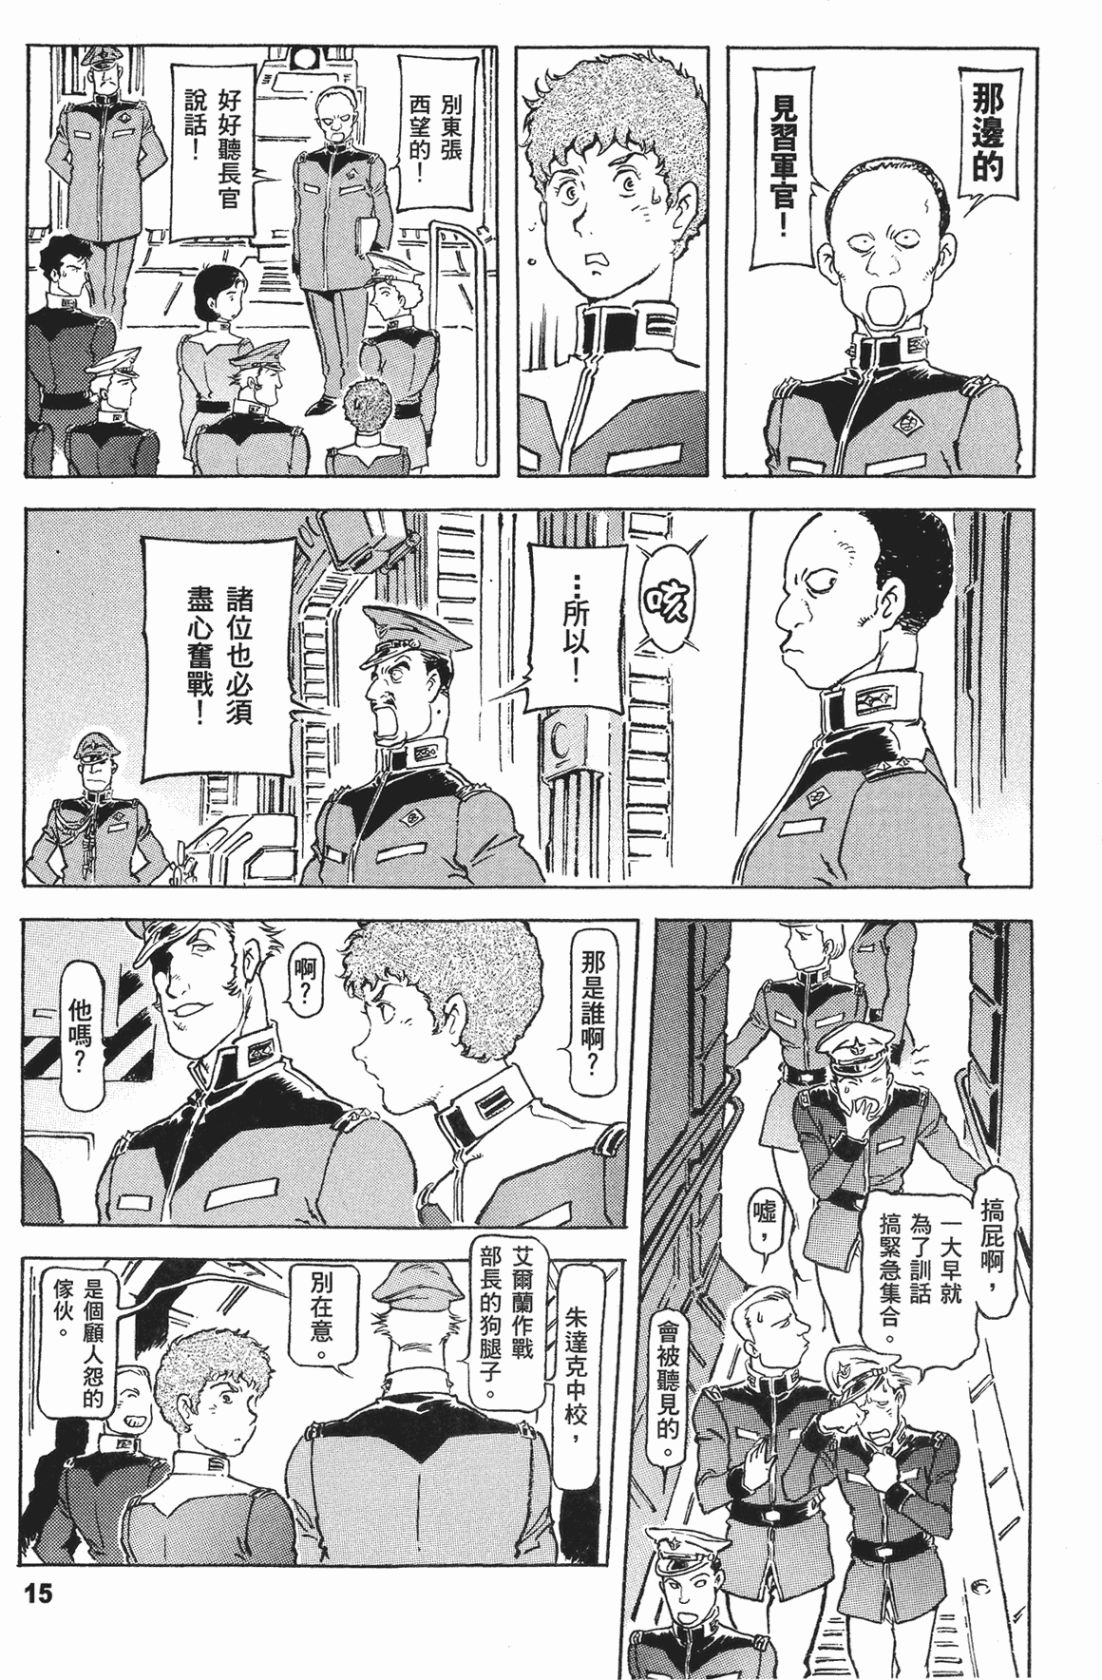 那邊的
見習軍官！
別東張
西望的！
好好聽長官
說話！
咳
…所以！
諸位也必須
盡心奮戰！
搞屁啊，
一大早就
為了訓話
搞緊急集合。
噓，
會被聽見的。
那是誰啊？
啊？
他嗎？
朱達克中校，
艾爾蘭作戰
部長的狗腿子。
別在意。
是個顧人怨的
傢伙。
15